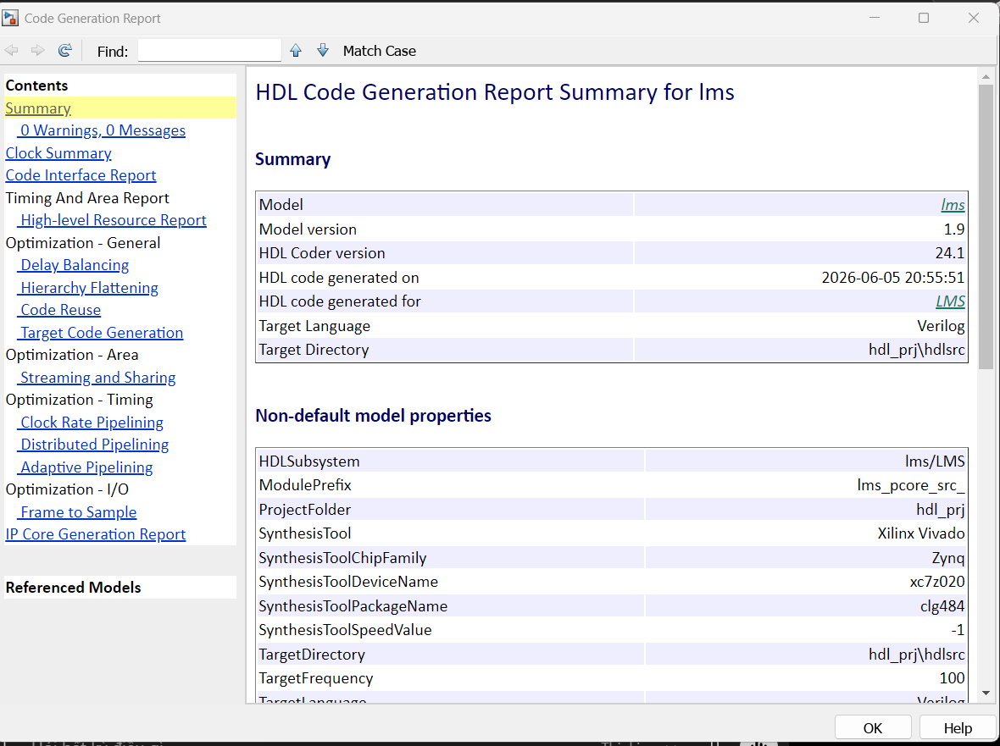 Code Generation Report
Find:
Match Case
Contents
Summary
0 Warnings, 0 Messages
Clock Summary
Code Interface Report
Timing And Area Report
High-level Resource Report
Optimization - General
Delay Balancing
Hierarchy Flattening
Code Reuse
Target Code Generation
Optimization - Area
Streaming and Sharing
Optimization - Timing
Clock Rate Pipelining
Distributed Pipelining
Adaptive Pipelining
Optimization - I/O
Frame to Sample
IP Core Generation Report
Referenced Models
HDL Code Generation Report Summary for lms
Summary
Model lms
Model version 1.9
HDL Coder version 24.1
HDL code generated on 2026-06-05 20:55:51
HDL code generated for LMS
Target Language Verilog
Target Directory hdl_prj\hdlsrc
Non-default model properties
HDLSubsystem lms/LMS
ModulePrefix lms_pcore_src_
ProjectFolder hdl_prj
SynthesisTool Xilinx Vivado
SynthesisToolChipFamily Zynq
SynthesisToolDeviceName xc7z020
SynthesisToolPackageName clg484
SynthesisToolSpeedValue -1
TargetDirectory hdl_prj\hdlsrc
TargetFrequency 100
TargetLanguage Verilog
OK
Help